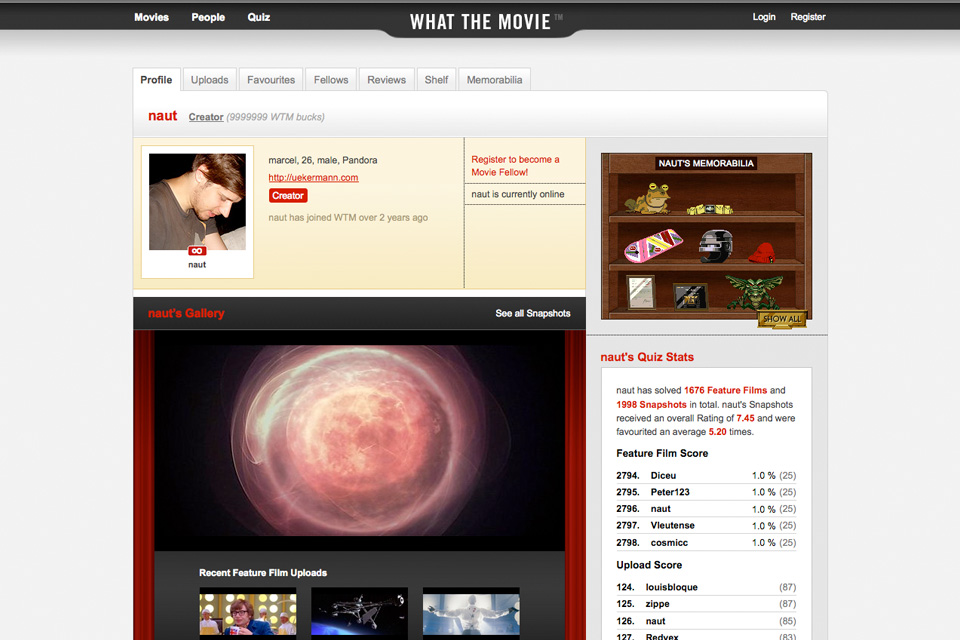 Movies People Quiz
WHAT THE MOVIE™
Login Register
Profile Uploads Favourites Fellows Reviews Shelf Memorabilia
naut Creator (9999999 WTM bucks)
marcel, 26, male, Pandora
http://uekermann.com
Creator
naut has joined WTM over 2 years ago
naut
Register to become a
Movie Fellow!
naut is currently online
NAUT'S MEMORABILIA
SHOW ALL
naut's Gallery
See all Snapshots
Recent Feature Film Uploads
naut's Quiz Stats
naut has solved 1676 Feature Films and
1998 Snapshots in total. naut's Snapshots
received an overall Rating of 7.45 and were
favourited an average 5.20 times.
Feature Film Score
2794. Diceu 1.0 % (25)
2795. Peter123 1.0 % (25)
2796. naut 1.0 % (25)
2797. Vleutense 1.0 % (25)
2798. cosmicc 1.0 % (25)
Upload Score
124. louisbloque (87)
125. zippe (87)
126. naut (85)
127. Redvex (83)